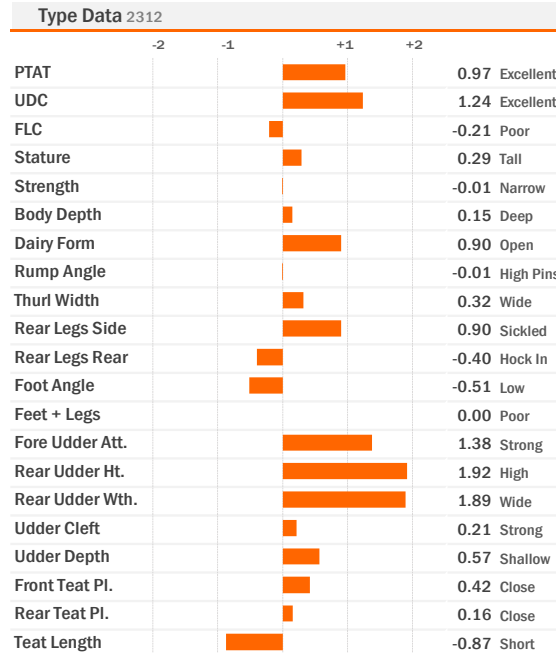 Type Data 2312
-2 -1 +1 +2
PTAT 0.97 Excellent
UDC 1.24 Excellent
FLC -0.21 Poor
Stature 0.29 Tall
Strength -0.01 Narrow
Body Depth 0.15 Deep
Dairy Form 0.90 Open
Rump Angle -0.01 High Pins
Thurl Width 0.32 Wide
Rear Legs Side 0.90 Sickled
Rear Legs Rear -0.40 Hock In
Foot Angle -0.51 Low
Feet + Legs 0.00 Poor
Fore Udder Att. 1.38 Strong
Rear Udder Ht. 1.92 High
Rear Udder Wth. 1.89 Wide
Udder Cleft 0.21 Strong
Udder Depth 0.57 Shallow
Front Teat Pl. 0.42 Close
Rear Teat Pl. 0.16 Close
Teat Length -0.87 Short